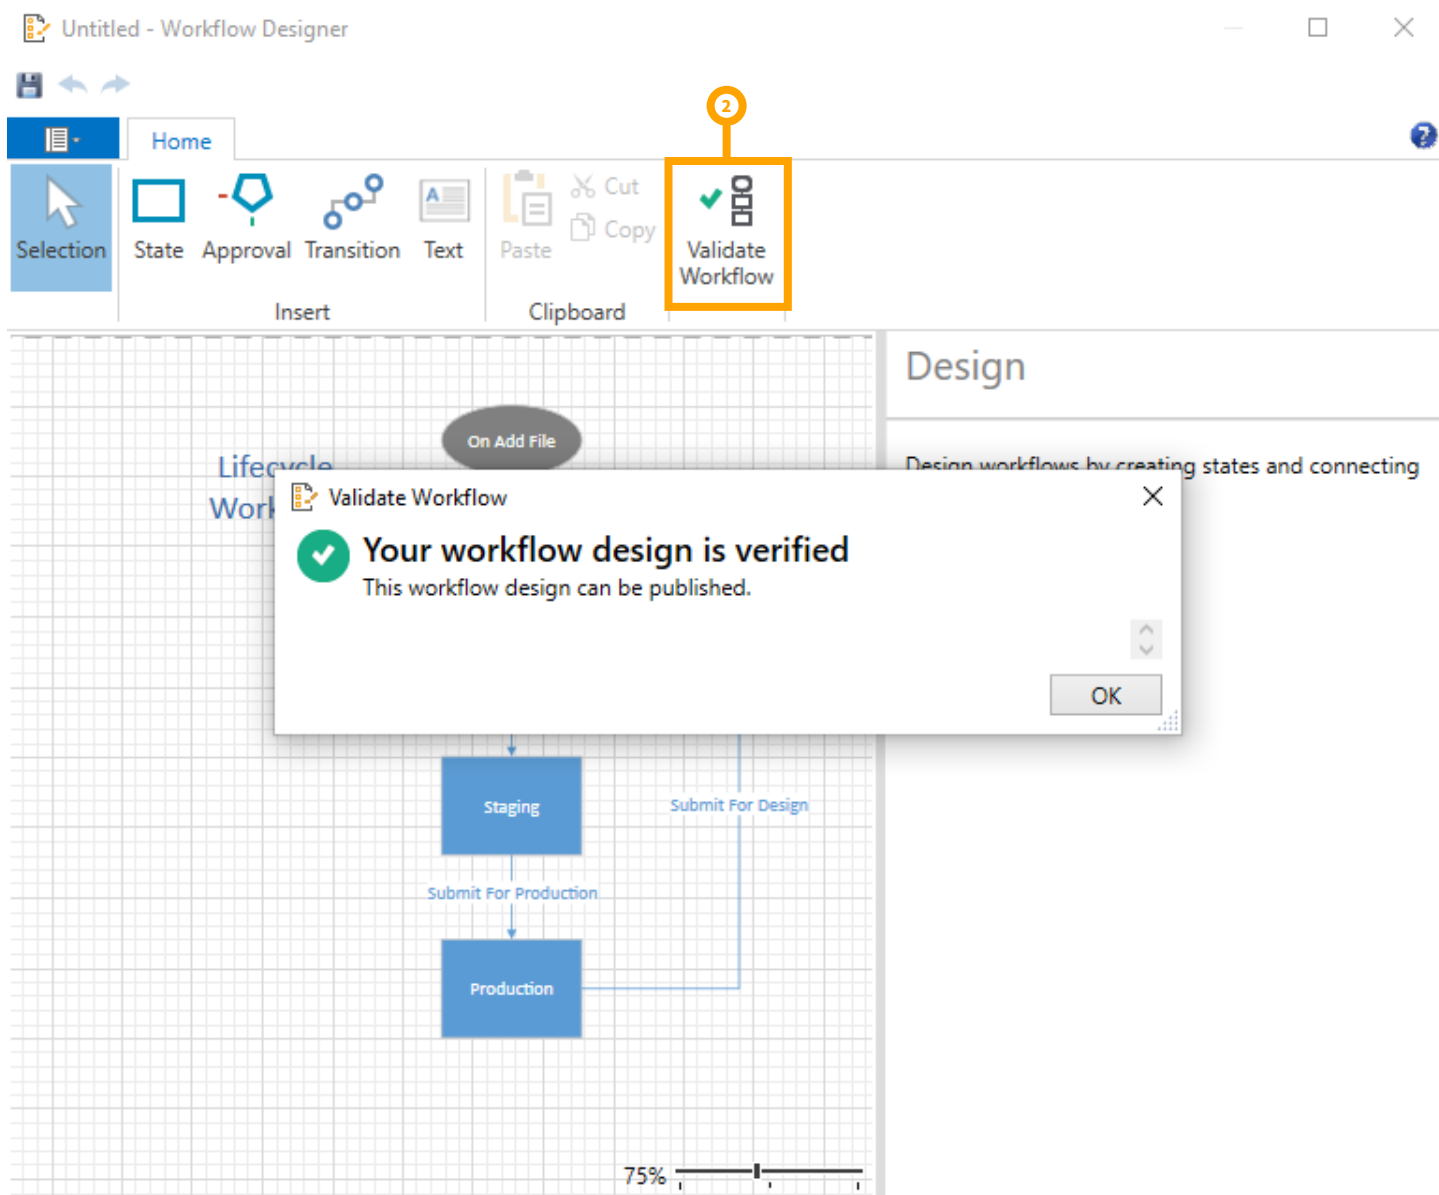 Untitled - Workflow Designer
2
Home
?
Selection
State
Approval
Transition
A
Text
Paste
Cut
Copy
Validate
Workflow
Insert
Clipboard
Design
On Add File
Lifecycle
Work
Design workflows by creating states and connecting
Validate Workflow
Your workflow design is verified
This workflow design can be published.
OK
Staging
Submit For Design
Submit For Production
Production
75%